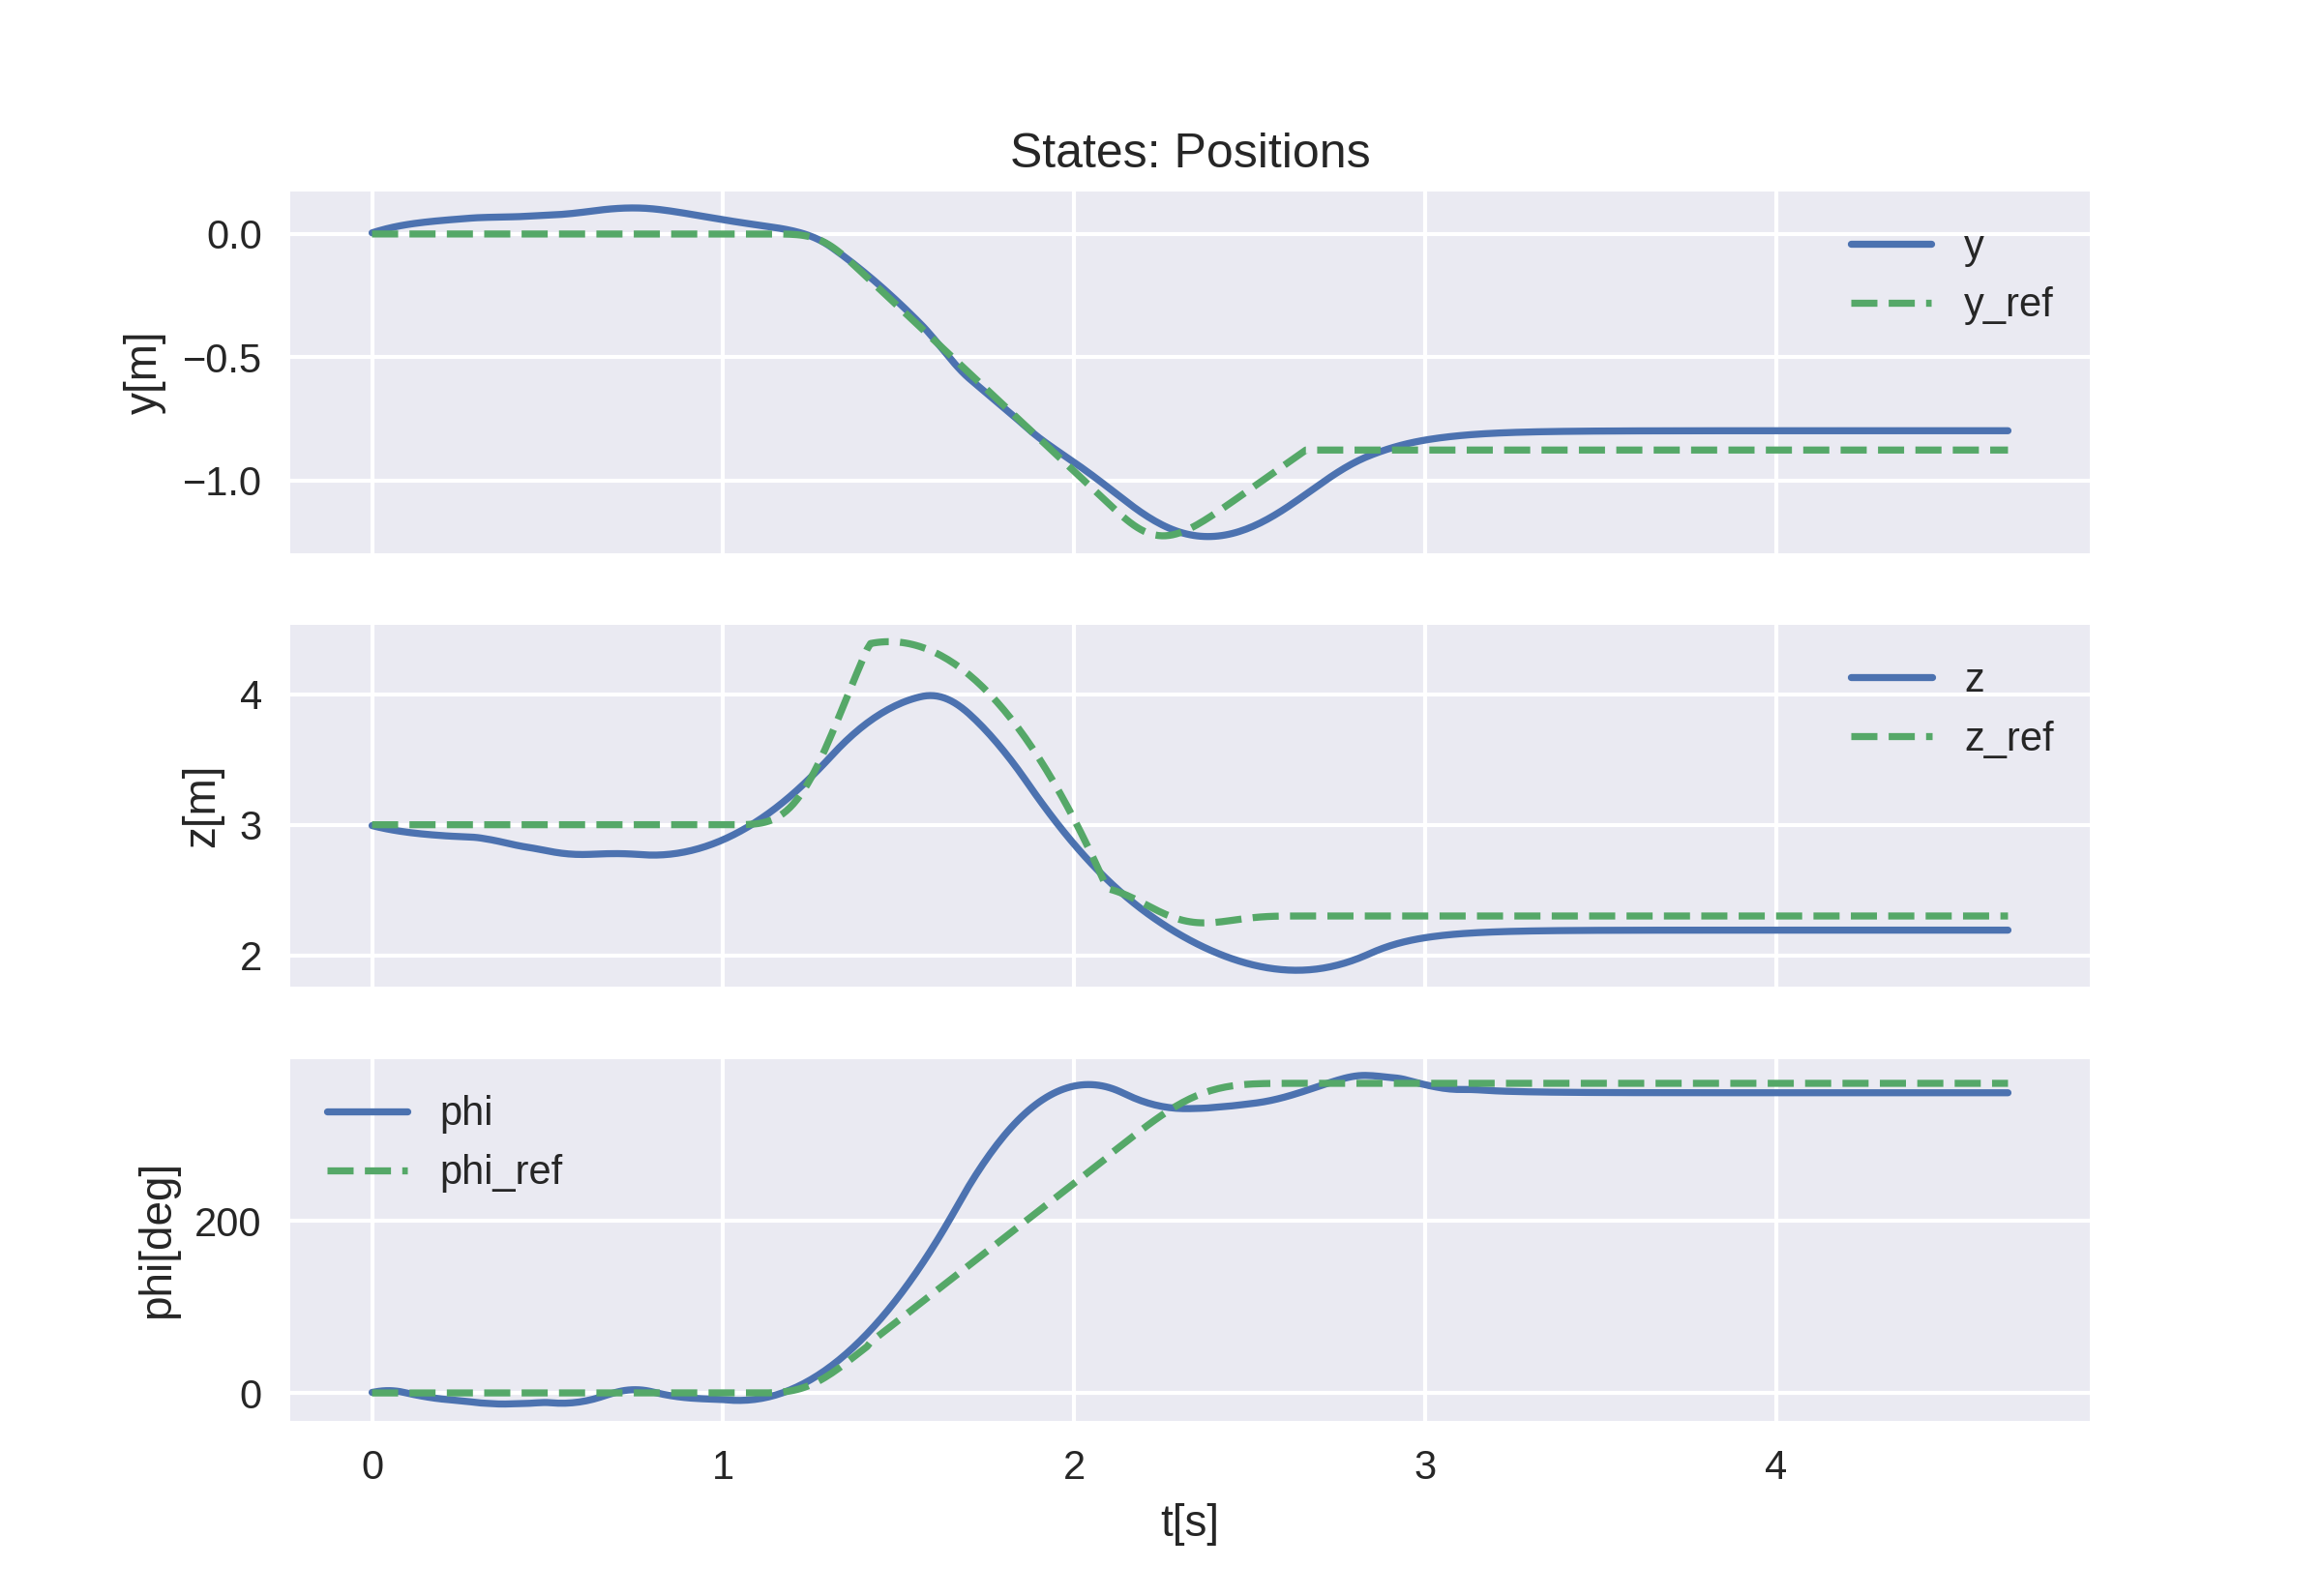 States: Positions
0.0
−0.5
−1.0
y[m]
y
y_ref
4
3
2
z[m]
z
z_ref
200
0
phi[deg]
phi
phi_ref
0 1 2 3 4
t[s]